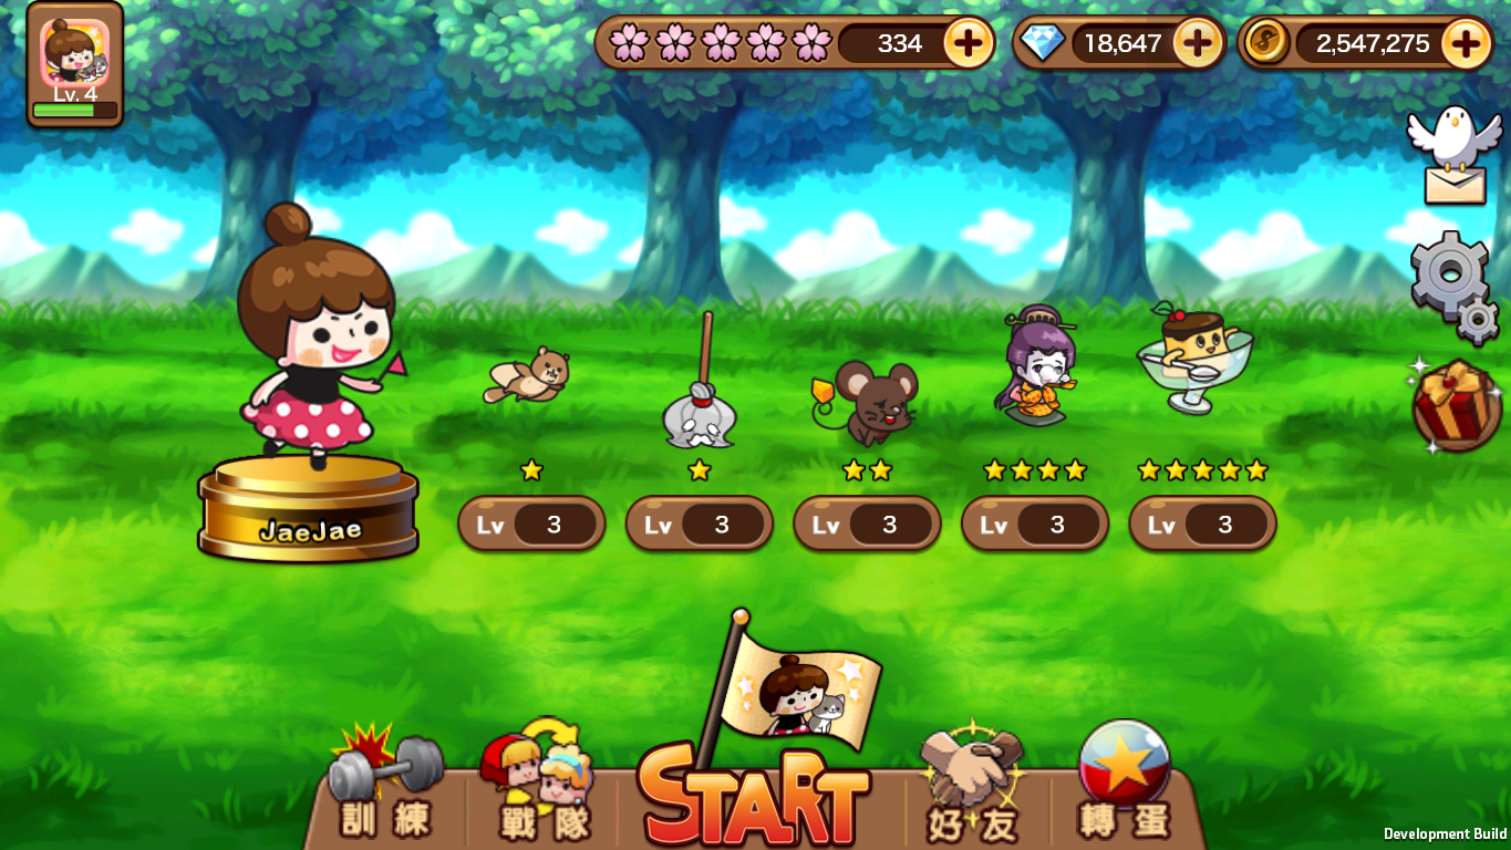 Lv. 4
334
18,647
2,547,275
JaeJae
Lv 3
Lv 3
Lv 3
Lv 3
Lv 3
START
訓練
戰隊
好友
轉蛋
Development Build